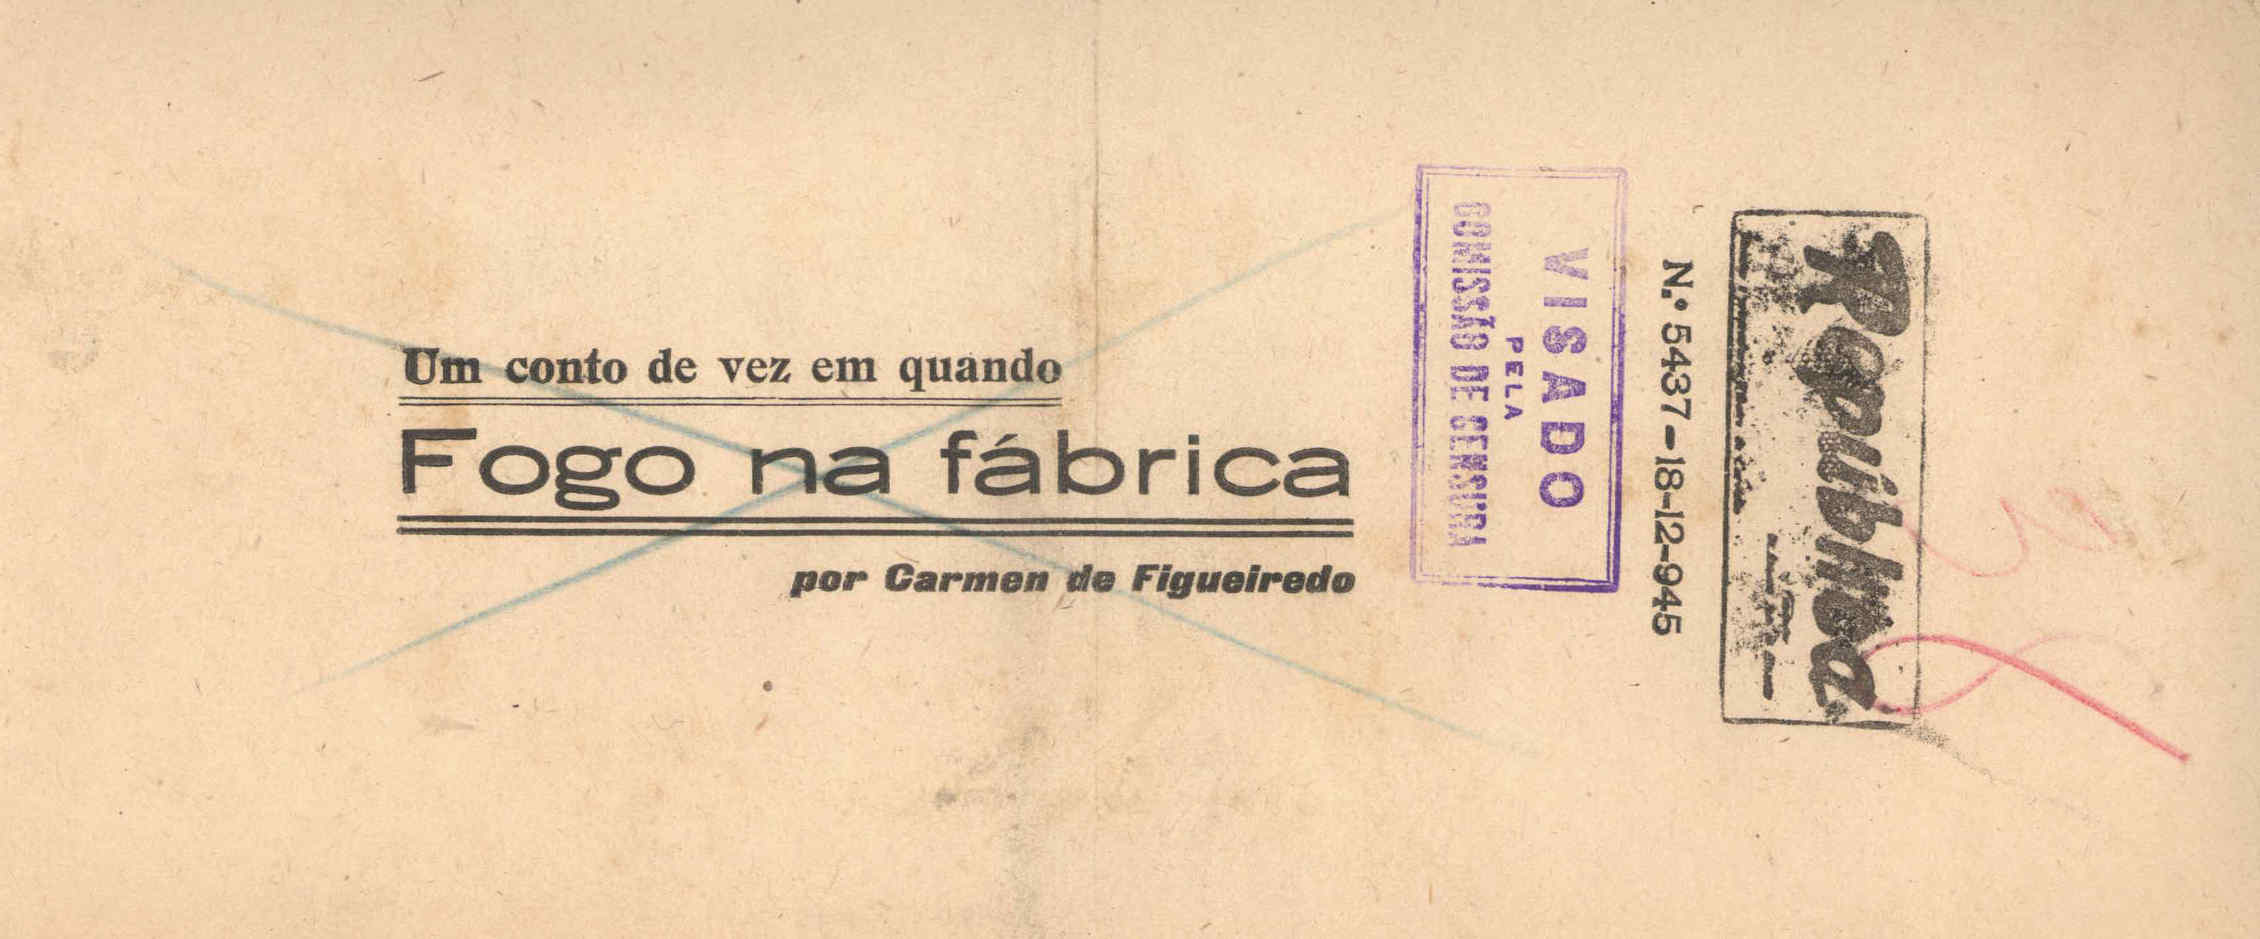 Um conto de vez em quando
Fogo na fábrica
por Carmen de Figueiredo
VISADO
PELA
COMISSÃO DE CENSURA
N.º 5437-18-12-945
República